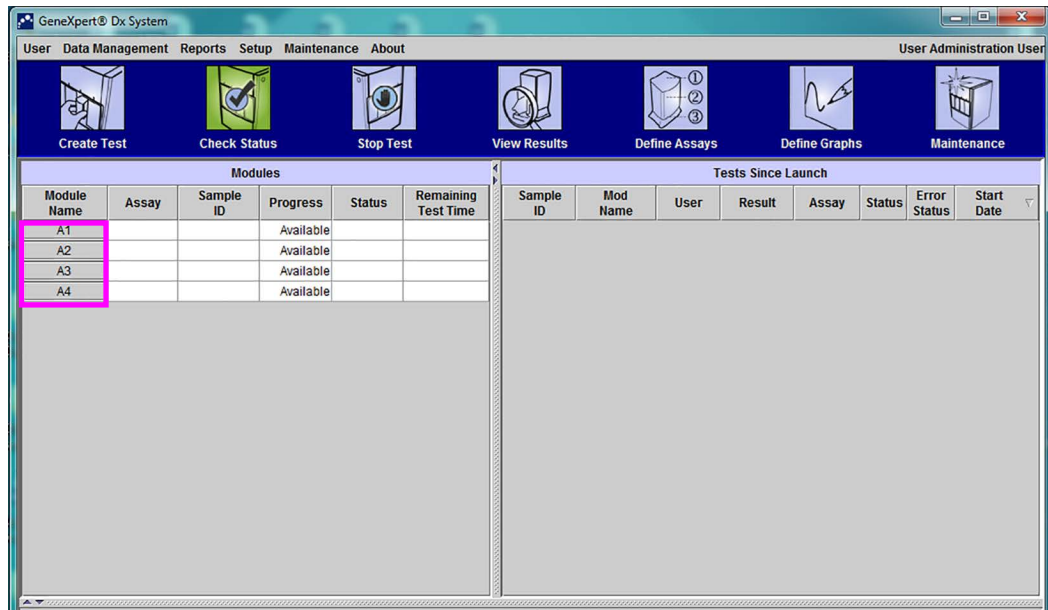 GeneXpert® Dx System
User Data Management Reports Setup Maintenance About User Administration User
Create Test Check Status Stop Test View Results Define Assays Define Graphs Maintenance
① ② ③
Modules
Module Name Assay Sample ID Progress Status Remaining Test Time
A1 Available
A2 Available
A3 Available
A4 Available
Tests Since Launch
Sample ID Mod Name User Result Assay Status Error Status Start Date